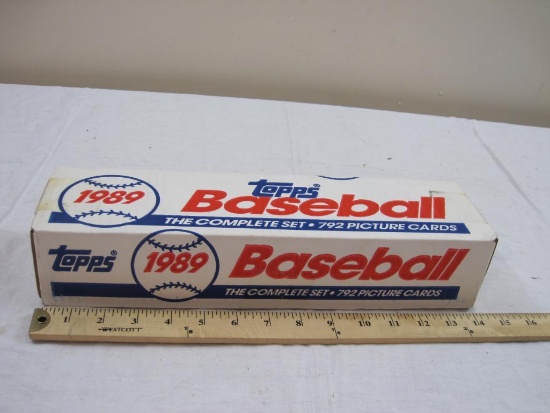 Topps®
1989
Baseball
THE COMPLETE SET • 792 PICTURE CARDS
Topps®
1989
Baseball
THE COMPLETE SET • 792 PICTURE CARDS
1 2 3 4 5 6 7 8 9 10 11 12 13 14 15 16
WESTCOTT